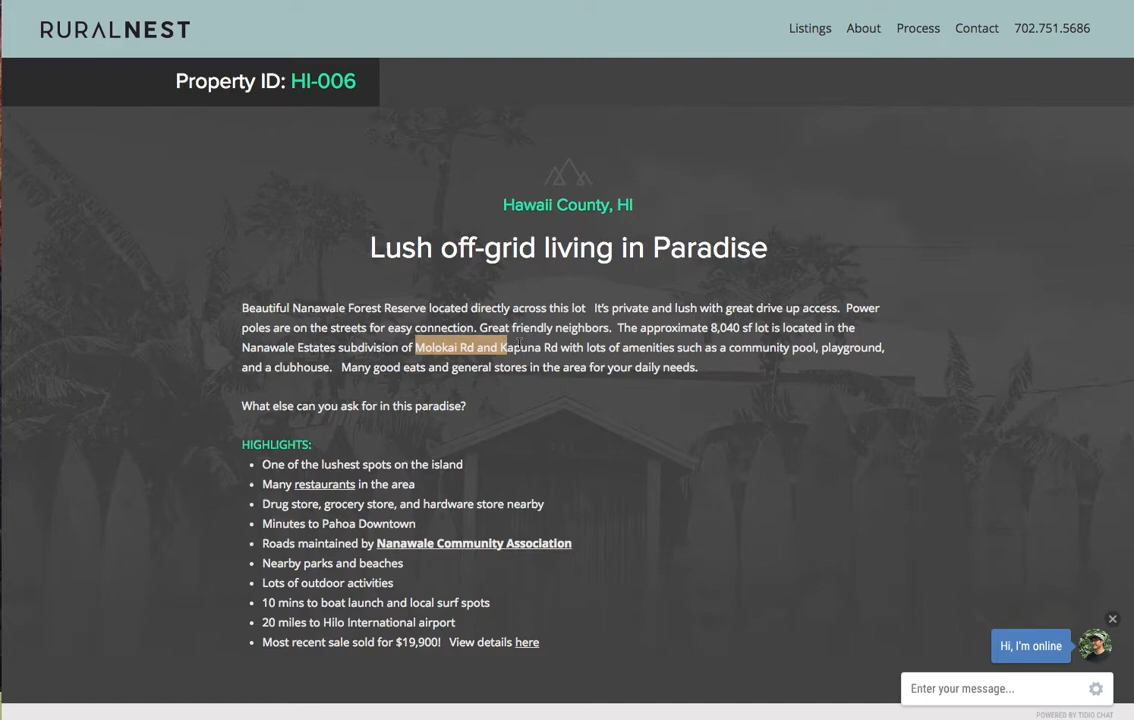 RURALNEST
Listings About Process Contact 702.751.5686
Property ID: HI-006
Hawaii County, HI
Lush off-grid living in Paradise
Beautiful Nanawale Forest Reserve located directly across this lot It's private and lush with great drive up access. Power
poles are on the streets for easy connection. Great friendly neighbors. The approximate 8,040 sf lot is located in the
Nanawale Estates subdivision of Molokai Rd and Kapuna Rd with lots of amenities such as a community pool, playground,
and a clubhouse. Many good eats and general stores in the area for your daily needs.
What else can you ask for in this paradise?
HIGHLIGHTS:
• One of the lushest spots on the island
• Many restaurants in the area
• Drug store, grocery store, and hardware store nearby
• Minutes to Pahoa Downtown
• Roads maintained by Nanawale Community Association
• Nearby parks and beaches
• Lots of outdoor activities
• 10 mins to boat launch and local surf spots
• 20 miles to Hilo International airport
• Most recent sale sold for $19,900! View details here
Hi, I'm online
Enter your message...
POWERED BY TIDIO CHAT